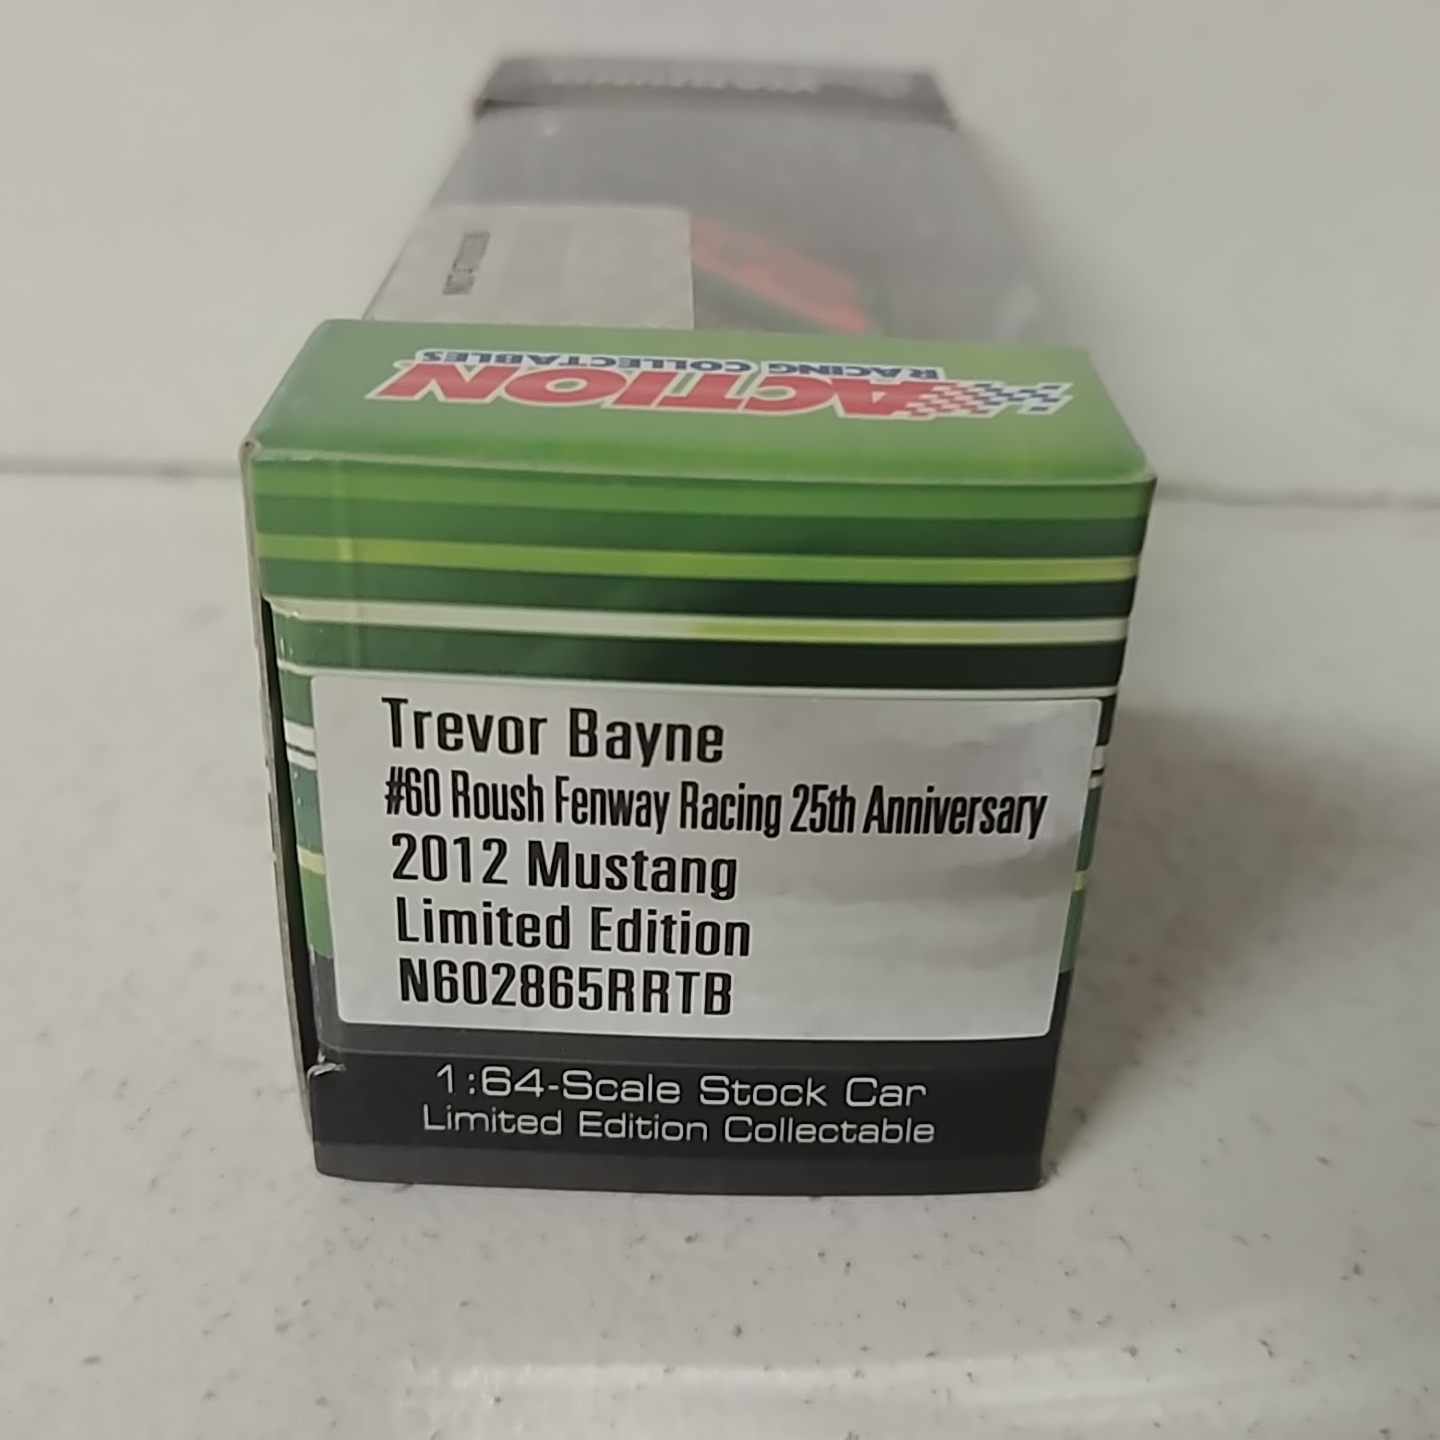 ACTION
RACING COLLECTABLES
Trevor Bayne
#60 Roush Fenway Racing 25th Anniversary
2012 Mustang
Limited Edition
N602865RRTB
1:64-Scale Stock Car
Limited Edition Collectable